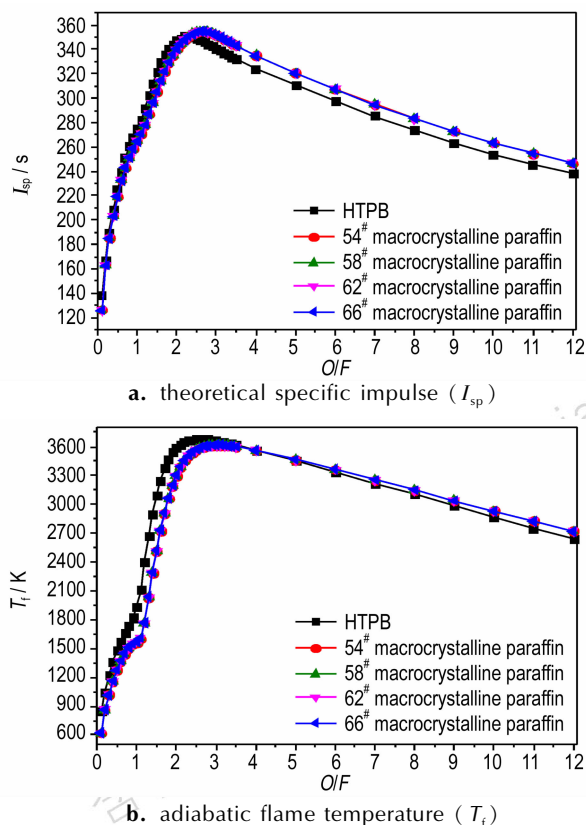 360
340
320
300
280
260
240
220
200
180
160
140
120
I_sp / s
HTPB
54# macrocrystalline paraffin
58# macrocrystalline paraffin
62# macrocrystalline paraffin
66# macrocrystalline paraffin
0 1 2 3 4 5 6 7 8 9 10 11 12
O/F
a. theoretical specific impulse ( I_sp )
3600
3300
3000
2700
2400
2100
1800
1500
1200
900
600
T_f / K
HTPB
54# macrocrystalline paraffin
58# macrocrystalline paraffin
62# macrocrystalline paraffin
66# macrocrystalline paraffin
0 1 2 3 4 5 6 7 8 9 10 11 12
O/F
b. adiabatic flame temperature ( T_f )